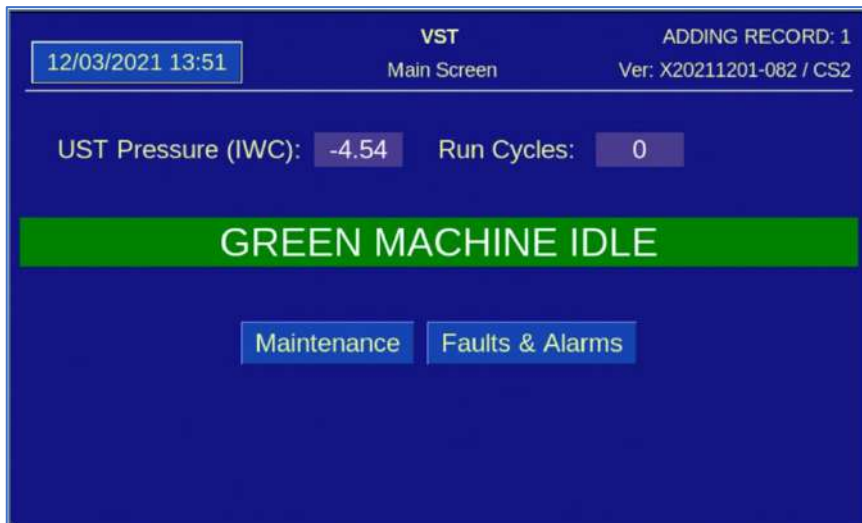 12/03/2021 13:51
VST
Main Screen
ADDING RECORD: 1
Ver: X20211201-082 / CS2
UST Pressure (IWC): -4.54 Run Cycles: 0
GREEN MACHINE IDLE
Maintenance Faults & Alarms